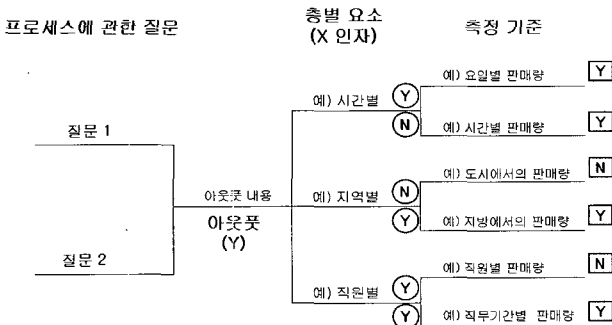 프로세스에 관한 질문
층별 요소
(X 인자)
측정 기준
질문 1
질문 2
아웃풋 내용
아웃풋
(Y)
예) 시간별
Y
N
예) 요일별 판매량
Y
예) 시간별 판매량
Y
예) 지역별
N
Y
예) 도시에서의 판매량
N
예) 지방에서의 판매량
Y
예) 직원별
Y
Y
예) 직원별 판매량
N
예) 직무기간별 판매량
Y